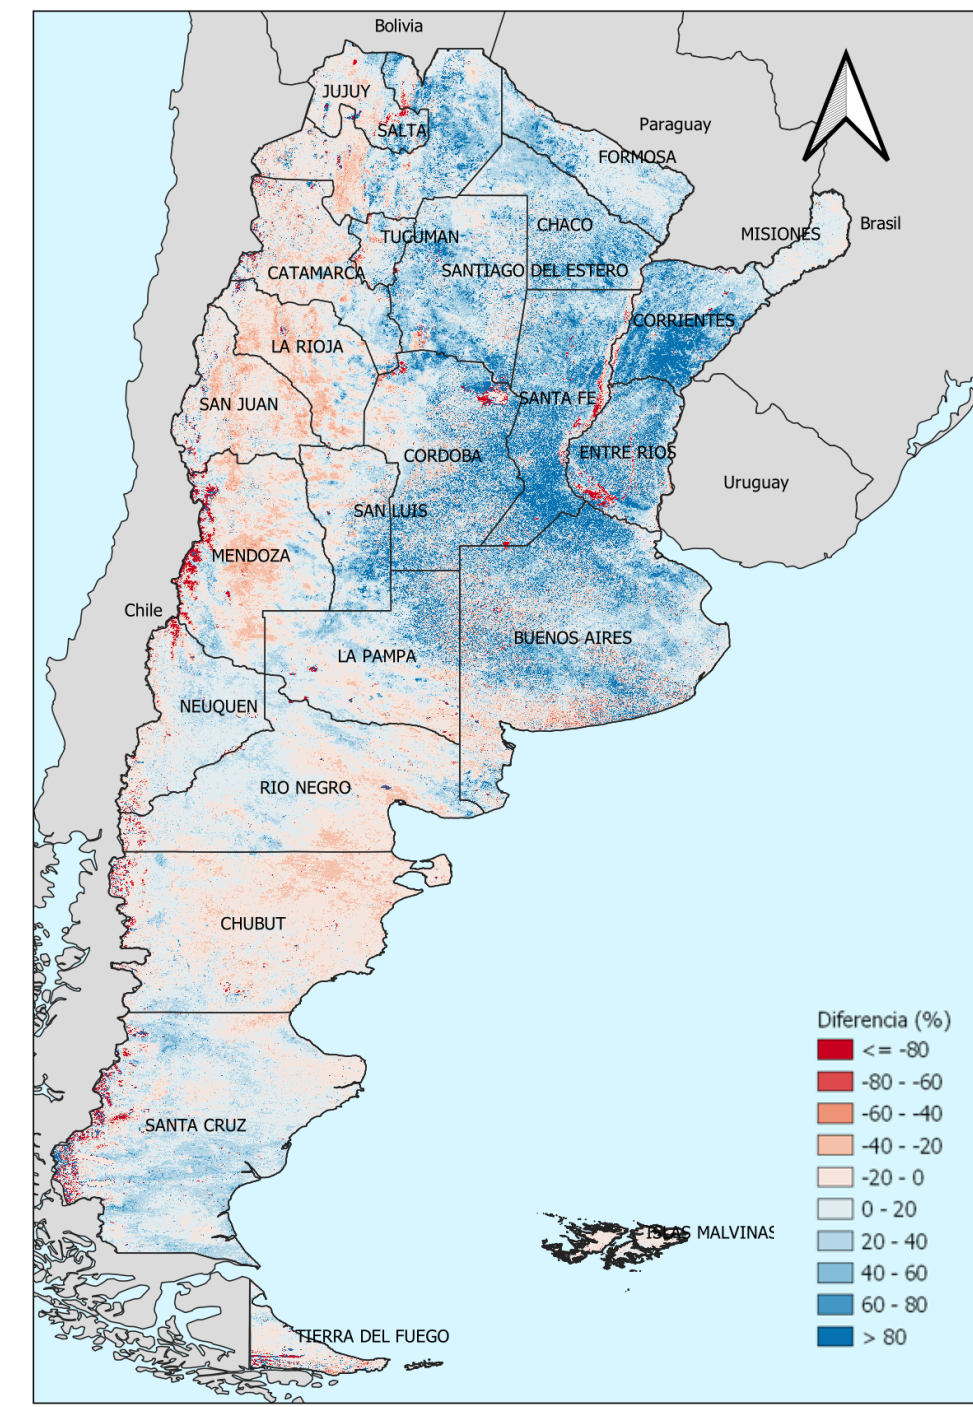 Bolivia
JUJUY
Paraguay
SALTA
FORMOSA
Brasil
CHACO
MISIONES
TUCUMAN
SANTIAGO DEL ESTERO
CATAMARCA
CORRIENTES
LA RIOJA
SANTA FE
SAN JUAN
ENTRE RIOS
CORDOBA
Uruguay
SAN LUIS
MENDOZA
Chile
BUENOS AIRES
LA PAMPA
NEUQUEN
RIO NEGRO
CHUBUT
SANTA CRUZ
ISLAS MALVINAS
TIERRA DEL FUEGO
Diferencia (%)
<= -80
-80 - -60
-60 - -40
-40 - -20
-20 - 0
0 - 20
20 - 40
40 - 60
60 - 80
> 80